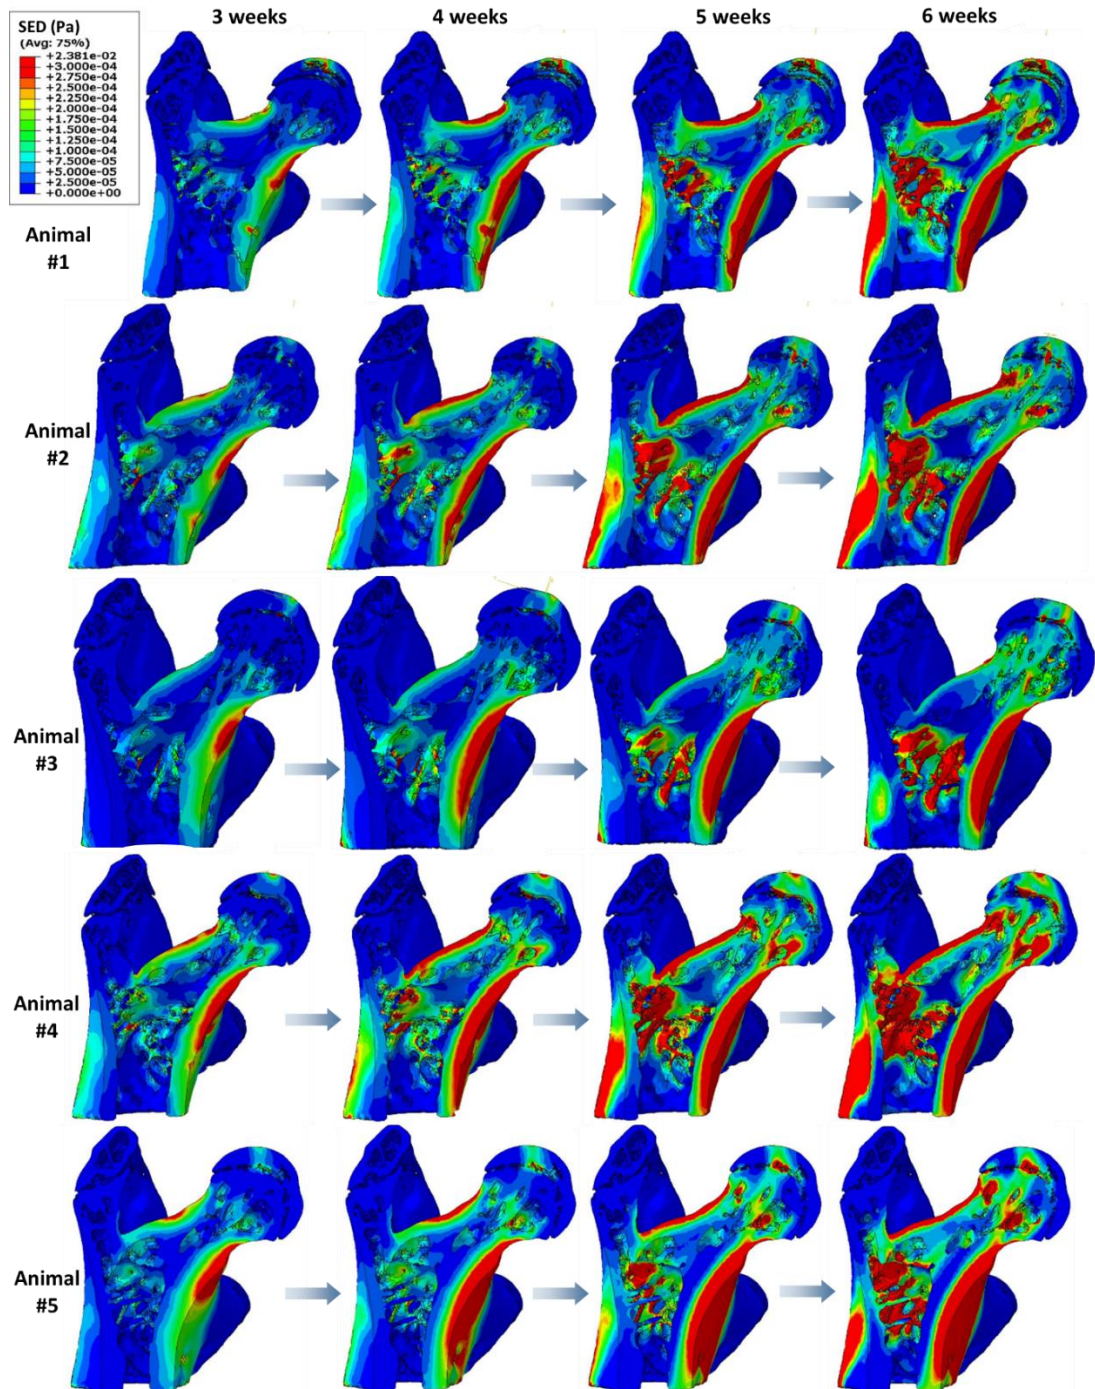 3 weeks 4 weeks 5 weeks 6 weeks
SED (Pa)
(Avg: 75%)
+2.381e-02
+3.000e-04
+2.750e-04
+2.500e-04
+2.250e-04
+2.000e-04
+1.750e-04
+1.500e-04
+1.250e-04
+1.000e-04
+7.500e-05
+5.000e-05
+2.500e-05
+0.000e+00
Animal
#1
Animal
#2
Animal
#3
Animal
#4
Animal
#5